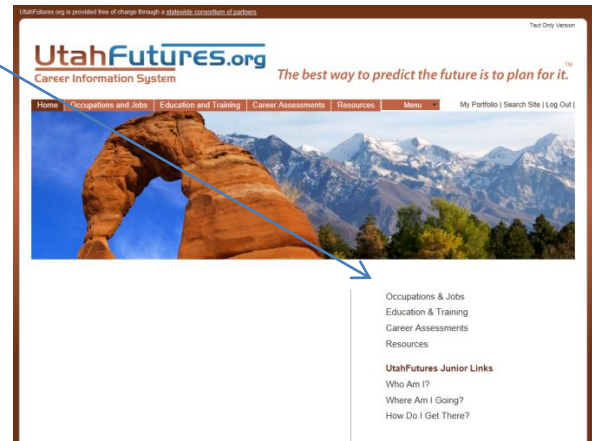 UtahFutures.org is provided free of charge through a statewide consortium of partners.
Text Only Version
UtahFutures.org
Career Information System
The best way to predict the future is to plan for it.™
Home Occupations and Jobs Education and Training Career Assessments Resources Menu My Portfolio | Search Site | Log Out |
Occupations & Jobs
Education & Training
Career Assessments
Resources
UtahFutures Junior Links
Who Am I?
Where Am I Going?
How Do I Get There?